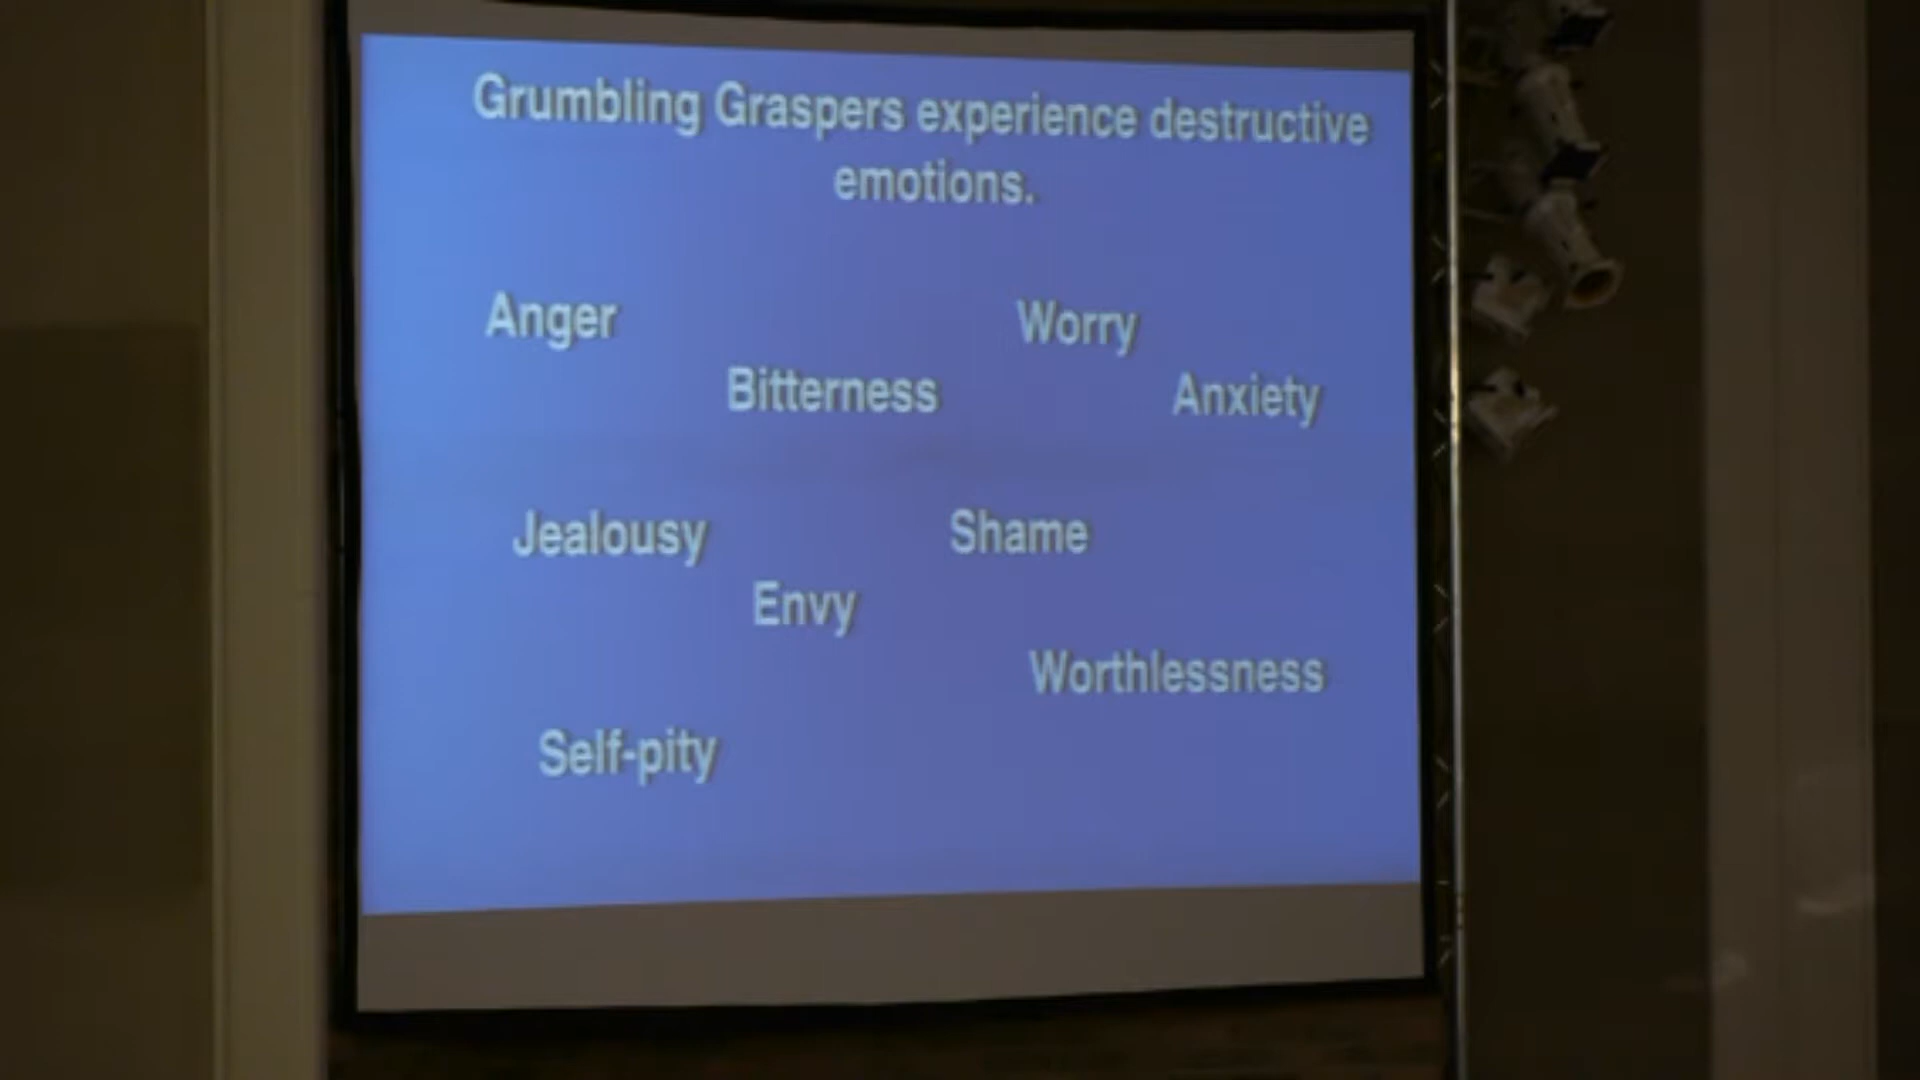 Grumbling Graspers experience destructive
emotions.
Anger
Worry
Bitterness
Anxiety
Jealousy
Shame
Envy
Worthlessness
Self-pity